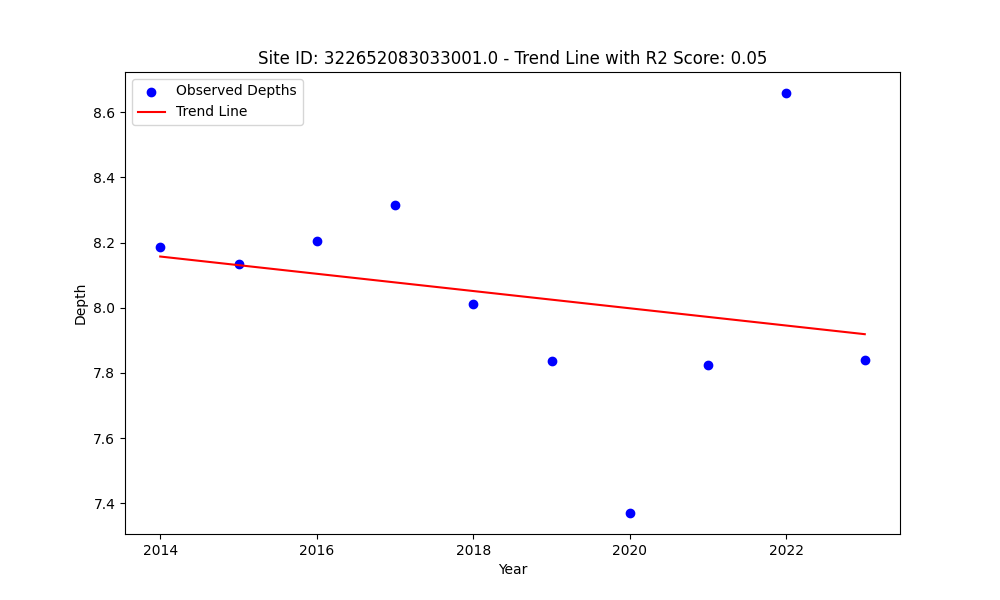 Site ID: 322652083033001.0 - Trend Line with R2 Score: 0.05
Observed Depths
Trend Line
8.6
8.4
8.2
8.0
7.8
7.6
7.4
Depth
2014
2016
2018
2020
2022
Year